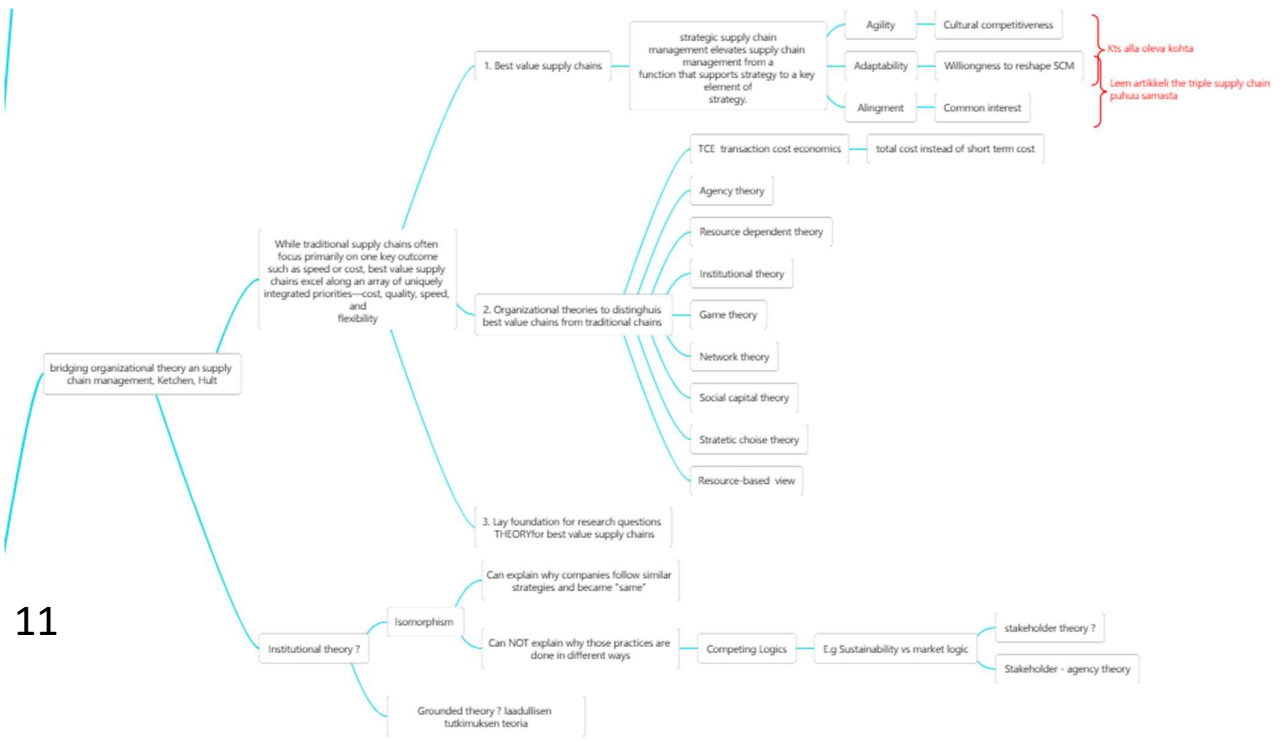 Agility
Cultural competitiveness
strategic supply chain
management elevates supply chain
management from a
function that supports strategy to a key
element of
strategy.
Kts alla oleva kohta
1. Best value supply chains
Adaptability
Williongness to reshape SCM
Leen artikkeli the triple supply chain
puhuu samasta
Alingment
Common interest
TCE  transaction cost economics
total cost instead of short term cost
Agency theory
Resource dependent theory
While traditional supply chains often
focus primarily on one key outcome
such as speed or cost, best value supply
chains excel along an array of uniquely
integrated priorities—cost, quality, speed,
and
flexibility
Institutional theory
2. Organizational theories to distinghuis
best value chains from traditional chains
Game theory
Network theory
bridging organizational theory an supply
chain management, Ketchen, Hult
Social capital theory
Stratetic choise theory
Resource-based  view
3. Lay foundation for research questions
THEORYfor best value supply chains
Can explain why companies follow similar
strategies and became "same"
11
Isomorphism
Institutional theory ?
Can NOT explain why those practices are
done in different ways
Competing Logics
E.g Sustainability vs market logic
stakeholder theory ?
Stakeholder - agency theory
Grounded theory ? laadullisen
tutkimuksen teoria